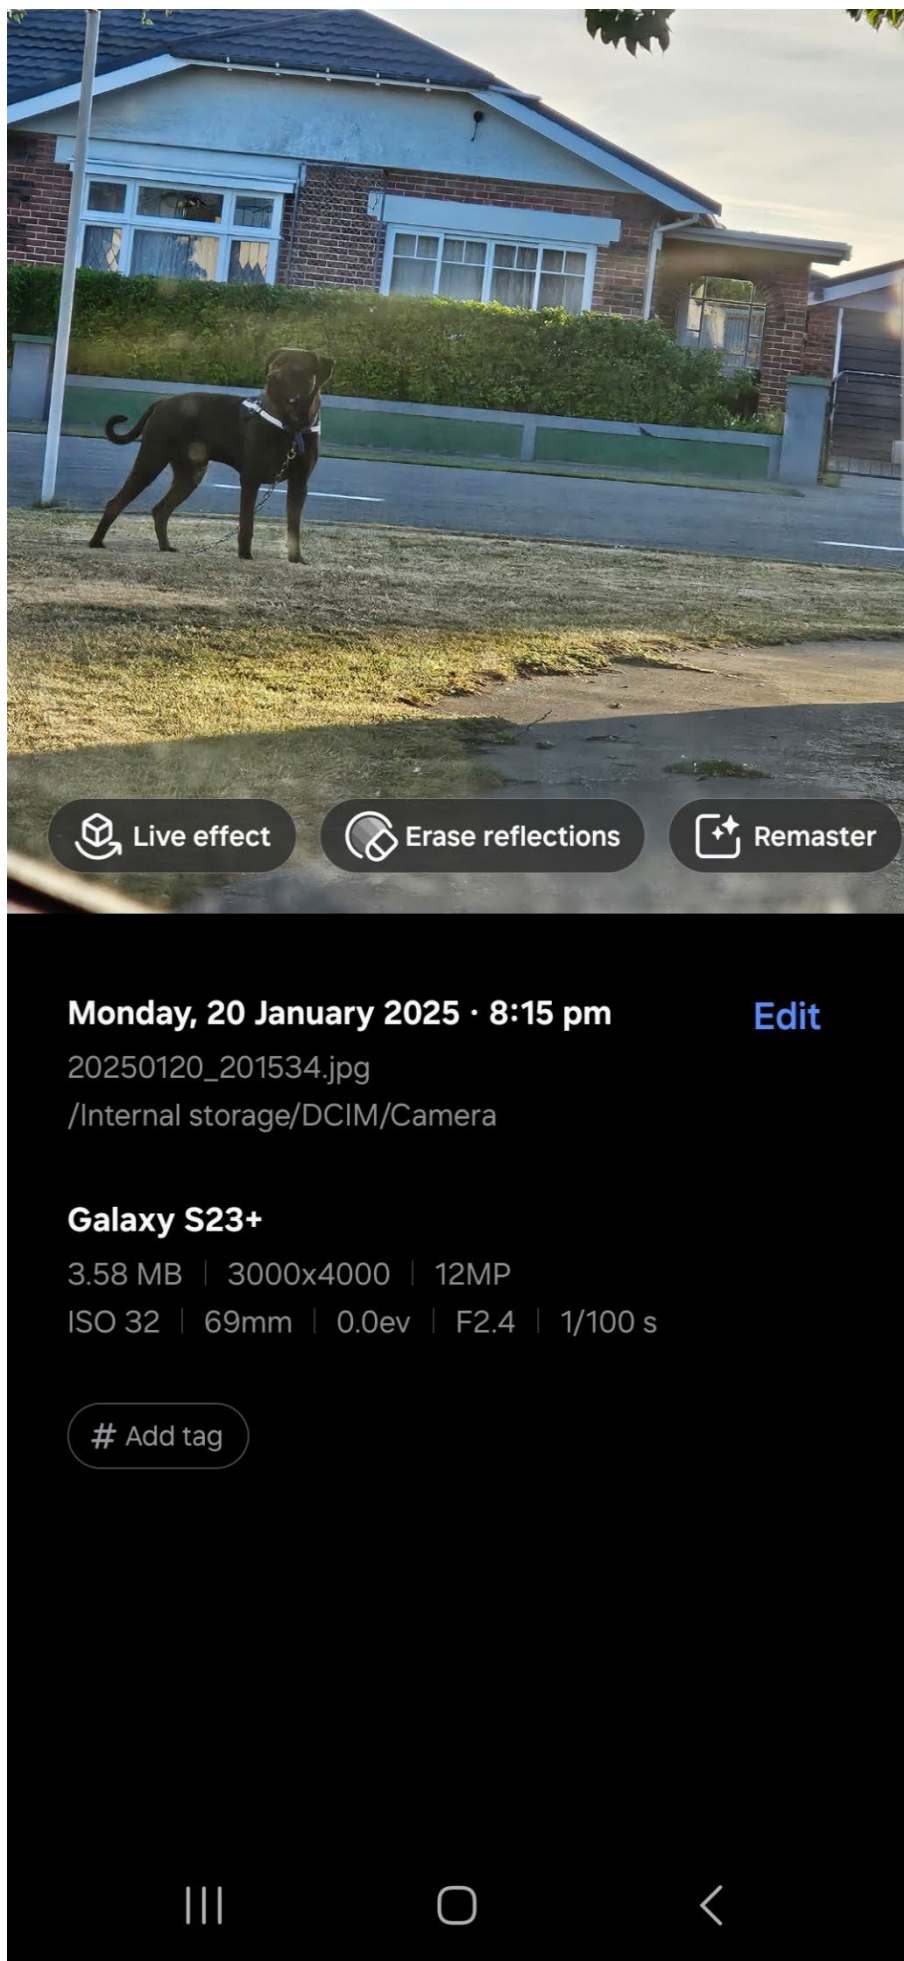 Live effect
Erase reflections
Remaster
Monday, 20 January 2025 · 8:15 pm
Edit
20250120_201534.jpg
/Internal storage/DCIM/Camera
Galaxy S23+
3.58 MB | 3000x4000 | 12MP
ISO 32 | 69mm | 0.0ev | F2.4 | 1/100 s
# Add tag